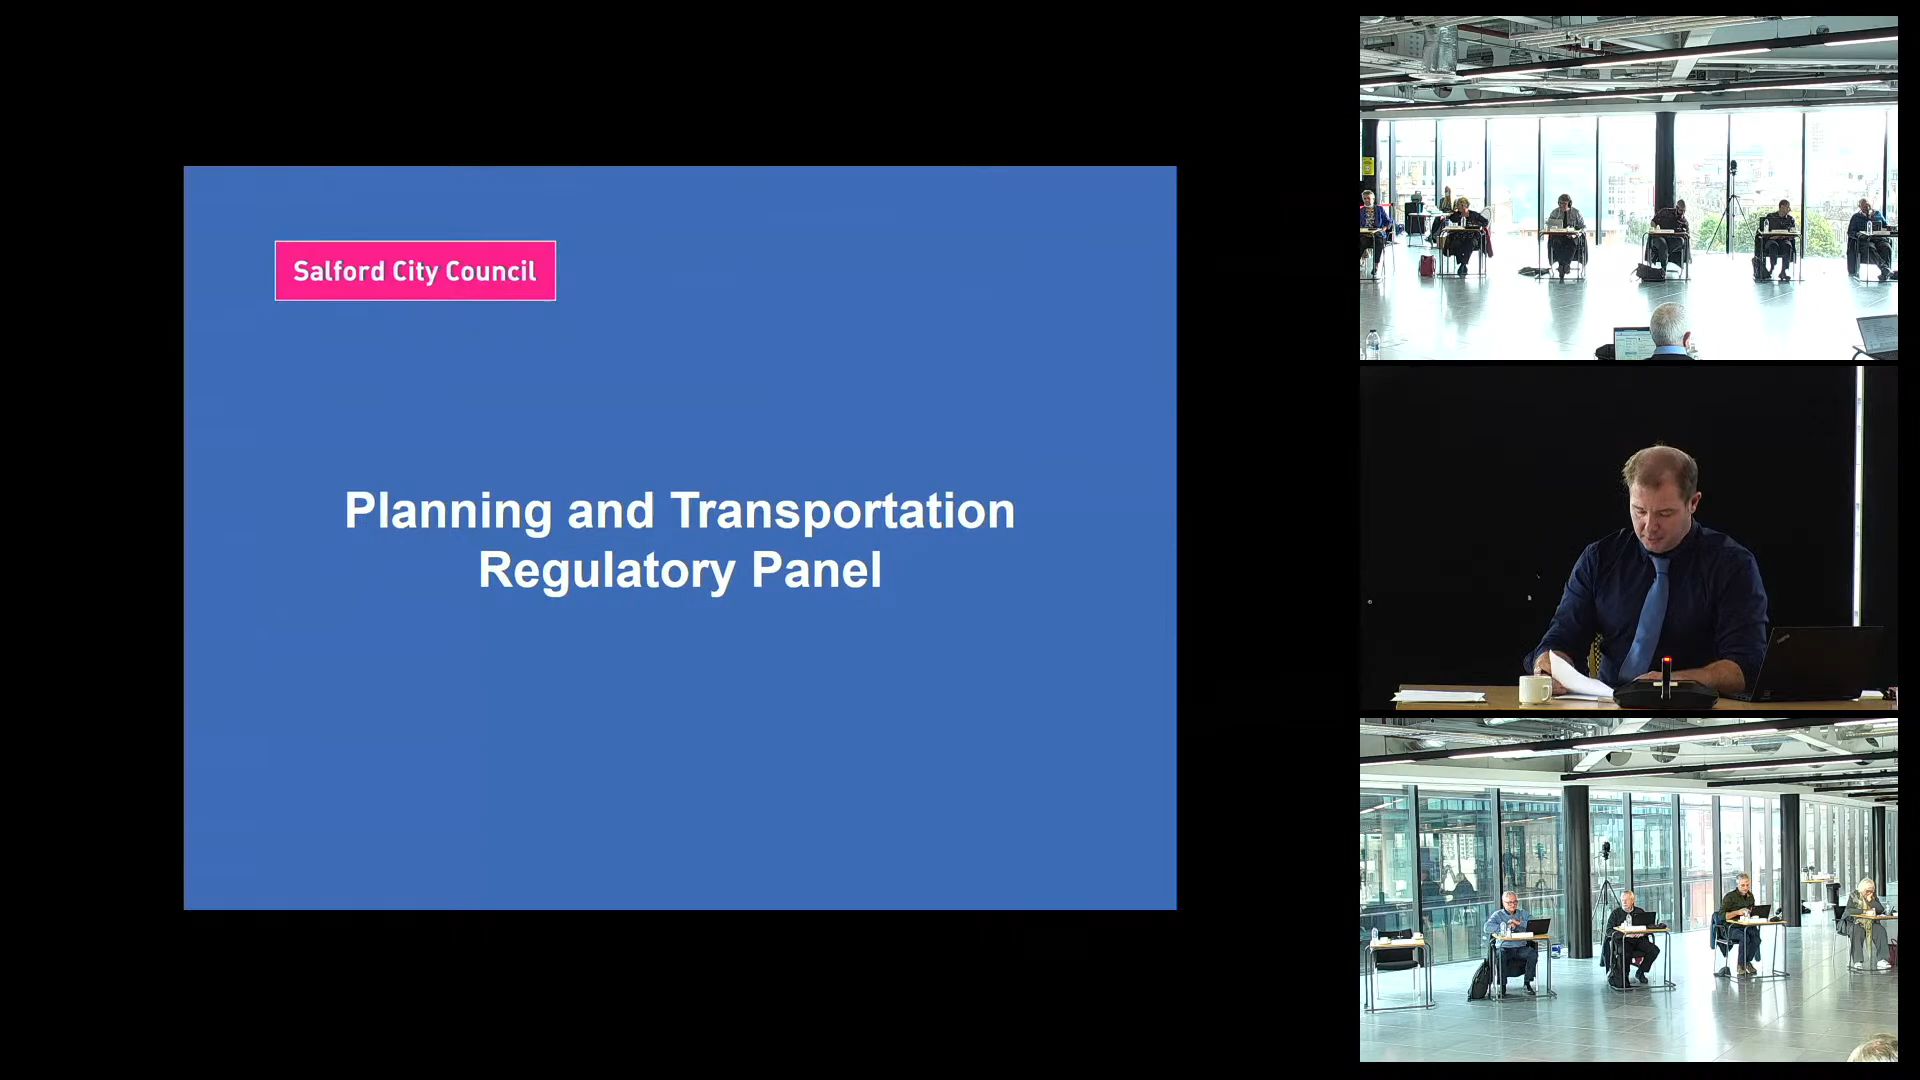 Salford City Council
Planning and Transportation
Regulatory Panel